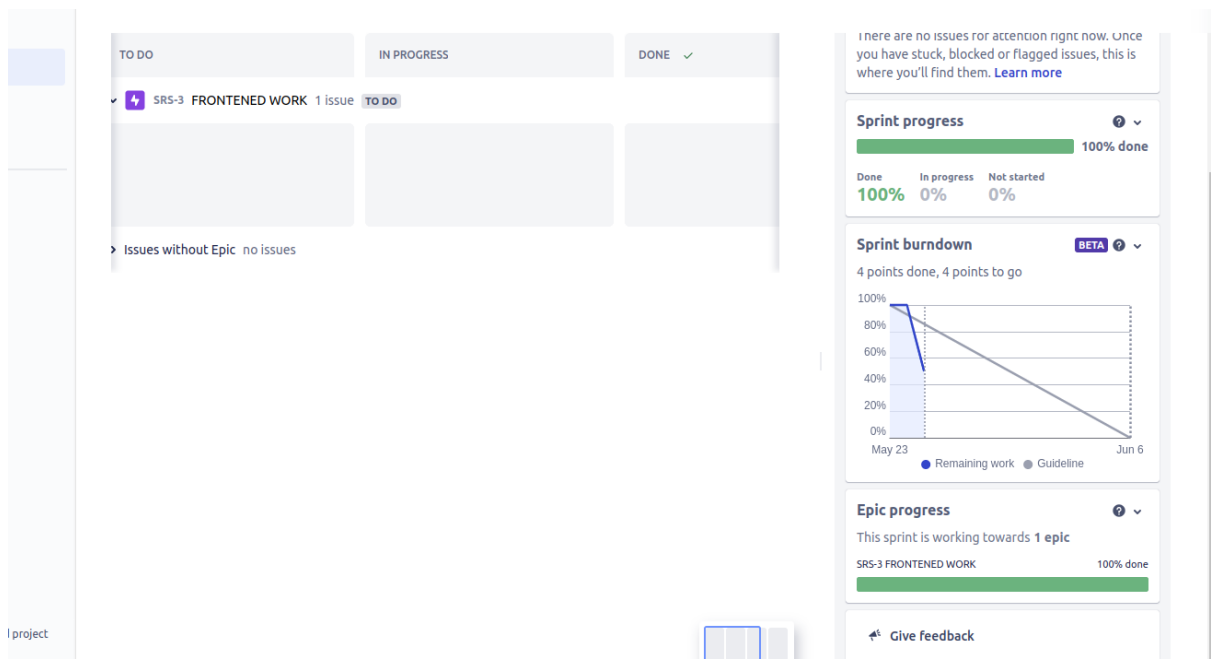 TO DO
IN PROGRESS
DONE
SRS-3 FRONTENED WORK 1 issue TO DO
Issues without Epic no issues
There are no issues for attention right now. Once
you have stuck, blocked or flagged issues, this is
where you'll find them. Learn more
Sprint progress
100% done
Done In progress Not started
100% 0% 0%
Sprint burndown BETA
4 points done, 4 points to go
100%
80%
60%
40%
20%
0%
May 23 Jun 6
Remaining work Guideline
Epic progress
This sprint is working towards 1 epic
SRS-3 FRONTENED WORK 100% done
Give feedback
project